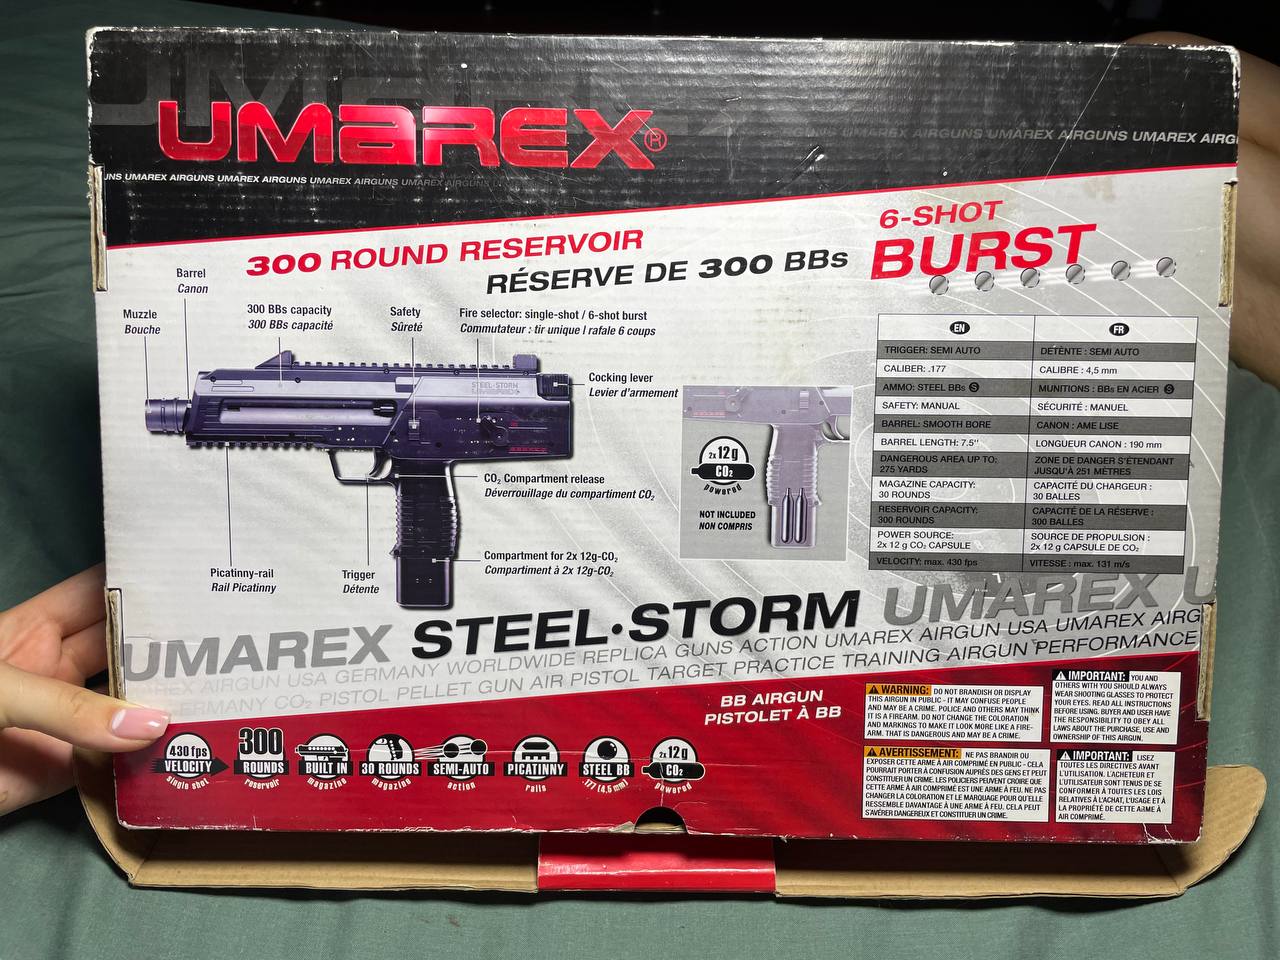 UMAREX®
UNS UMAREX AIRGUNS UMAREX AIRGUNS UMAREX AIRGUNS UMAREX AIRGUNS U
UMAREX AIRGUNS UMAREX AIRGUNS UMAREX AIRG
300 ROUND RESERVOIR
RÉSERVE DE 300 BBs
6-SHOT
BURST
Barrel
Canon
Muzzle
Bouche
300 BBs capacity
300 BBs capacité
Safety
Sûreté
Fire selector: single-shot / 6-shot burst
Commutateur : tir unique | rafale 6 coups
Cocking lever
Levier d'armement
STEEL-STORM
UMAREX
CO₂ Compartment release
Déverrouillage du compartiment CO₂
Compartment for 2x 12g-CO₂
Compartiment à 2x 12g-CO₂
Picatinny-rail
Rail Picatinny
Trigger
Détente
2x 12g
CO₂
powered
NOT INCLUDED
NON COMPRIS
EN FR
TRIGGER: SEMI AUTO DÉTENTE : SEMI AUTO
CALIBER: .177 CALIBRE : 4,5 mm
AMMO: STEEL BBs S MUNITIONS : BBs EN ACIER S
SAFETY: MANUAL SÉCURITÉ : MANUEL
BARREL: SMOOTH BORE CANON : AME LISE
BARREL LENGTH: 7.5" LONGUEUR CANON : 190 mm
DANGEROUS AREA UP TO: ZONE DE DANGER S'ÉTENDANT
275 YARDS JUSQU'À 251 MÈTRES
MAGAZINE CAPACITY: CAPACITÉ DU CHARGEUR :
30 ROUNDS 30 BALLES
RESERVOIR CAPACITY: CAPACITÉ DE LA RÉSERVE :
300 ROUNDS 300 BALLES
POWER SOURCE: SOURCE DE PROPULSION :
2x 12 g CO₂ CAPSULE 2x 12 g CAPSULE DE CO₂
VELOCITY: max. 430 fps VITESSE : max. 131 m/s
UMAREX STEEL·STORM UMAREX U
AIRGUN USA GERMANY WORLDWIDE REPLICA GUNS ACTION UMAREX AIRGUN USA UMAREX AIRG
MANY CO₂ PISTOL PELLET GUN AIR PISTOL TARGET PRACTICE TRAINING AIRGUN PERFORMANCE
BB AIRGUN
PISTOLET À BB
430 fps
VELOCITY
single shot
300
ROUNDS
reservoir
BUILT IN
magazine
30 ROUNDS
magazine
SEMI-AUTO
action
PICATINNY
rails
STEEL BB
.177 (4,5 mm)
2x 12g
CO₂
powered
WARNING: DO NOT BRANDISH OR DISPLAY
THIS AIRGUN IN PUBLIC - IT MAY CONFUSE PEOPLE
AND MAY BE A CRIME. POLICE AND OTHERS MAY THINK
IT IS A FIREARM. DO NOT CHANGE THE COLORATION
AND MARKINGS TO MAKE IT LOOK MORE LIKE A FIRE-
ARM. THAT IS DANGEROUS AND MAY BE A CRIME.
IMPORTANT: YOU AND
OTHERS WITH YOU SHOULD ALWAYS
WEAR SHOOTING GLASSES TO PROTECT
YOUR EYES. READ ALL INSTRUCTIONS
BEFORE USING. BUYER AND USER HAVE
THE RESPONSIBILITY TO OBEY ALL
LAWS ABOUT THE PURCHASE, USE AND
OWNERSHIP OF THIS AIRGUN.
AVERTISSEMENT: NE PAS BRANDIR OU
EXPOSER CETTE ARME À AIR COMPRIMÉ EN PUBLIC - CELA
POURRAIT PORTER À CONFUSION AUPRÈS DES GENS ET PEUT
CONSTITUER UN CRIME. LES POLICIERS PEUVENT CROIRE QUE
CETTE ARME À AIR COMPRIMÉ EST UNE ARME À FEU. NE PAS
CHANGER LA COLORATION ET LE MARQUAGE POUR QU'ELLE
RESSEMBLE DAVANTAGE À UNE ARME À FEU. CELA PEUT
S'AVÉRER DANGEREUX ET CONSTITUER UN CRIME.
IMPORTANT: LISEZ
TOUTES LES DIRECTIVES AVANT
L'UTILISATION. L'ACHETEUR ET
L'UTILISATEUR SONT TENUS DE SE
CONFORMER À TOUTES LES LOIS
RELATIVES À L'ACHAT, L'USAGE ET À
LA PROPRIÉTÉ DE CETTE ARME À
AIR COMPRIMÉ.